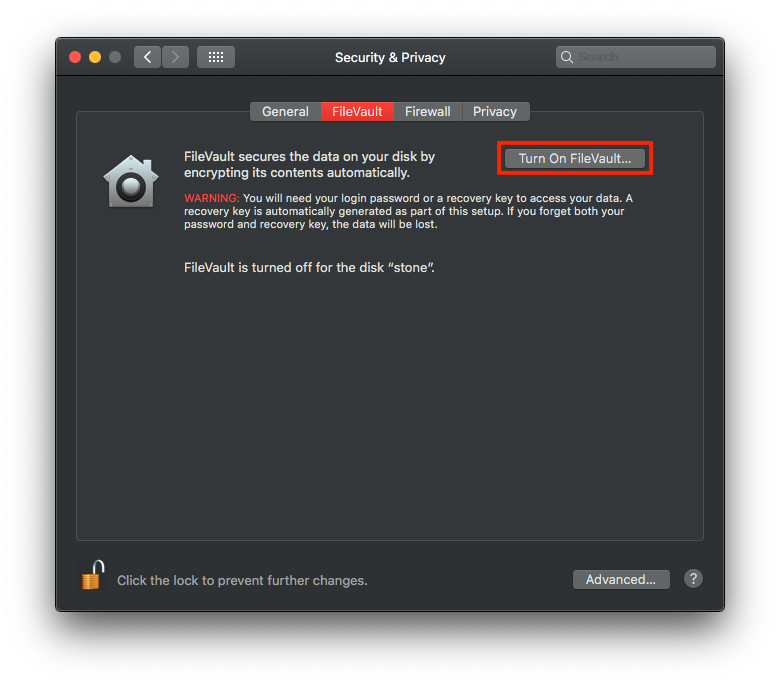 Security & Privacy
Search
General
FileVault
Firewall
Privacy
FileVault secures the data on your disk by
encrypting its contents automatically.
Turn On FileVault...
WARNING: You will need your login password or a recovery key to access your data. A
recovery key is automatically generated as part of this setup. If you forget both your
password and recovery key, the data will be lost.
FileVault is turned off for the disk “stone”.
Click the lock to prevent further changes.
Advanced...
?